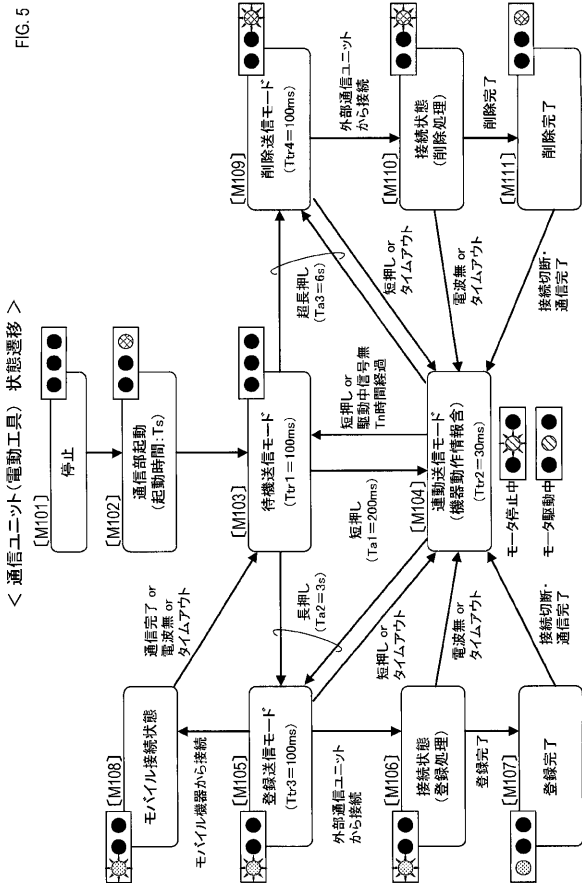 FIG. 5
< 通信ユニット(電動工具) 状態遷移 >
[M101]
停止
[M102]
通信部起動
(起動時間:Ts)
[M103]
待機送信モード
(Ttr1=100ms)
[M104]
連動送信モード
(機器動作情報含)
(Ttr2=30ms)
モータ停止中
モータ駆動中
短押し
(Ta1=200ms)
短押し or
駆動中信号無
Tn時間経過
長押し
(Ta2=3s)
超長押し
(Ta3=6s)
[M108]
モバイル接続状態
通信完了 or
電波無 or
タイムアウト
モバイル機器から接続
[M105]
登録送信モード
(Ttr3=100ms)
短押し or
タイムアウト
外部通信ユニット
から接続
[M106]
接続状態
(登録処理)
電波無 or
タイムアウト
登録完了
[M107]
登録完了
接続切断・
通信完了
[M109]
削除送信モード
(Ttr4=100ms)
短押し or
タイムアウト
外部通信ユニット
から接続
[M110]
接続状態
(削除処理)
電波無 or
タイムアウト
削除完了
[M111]
削除完了
接続切断・
通信完了